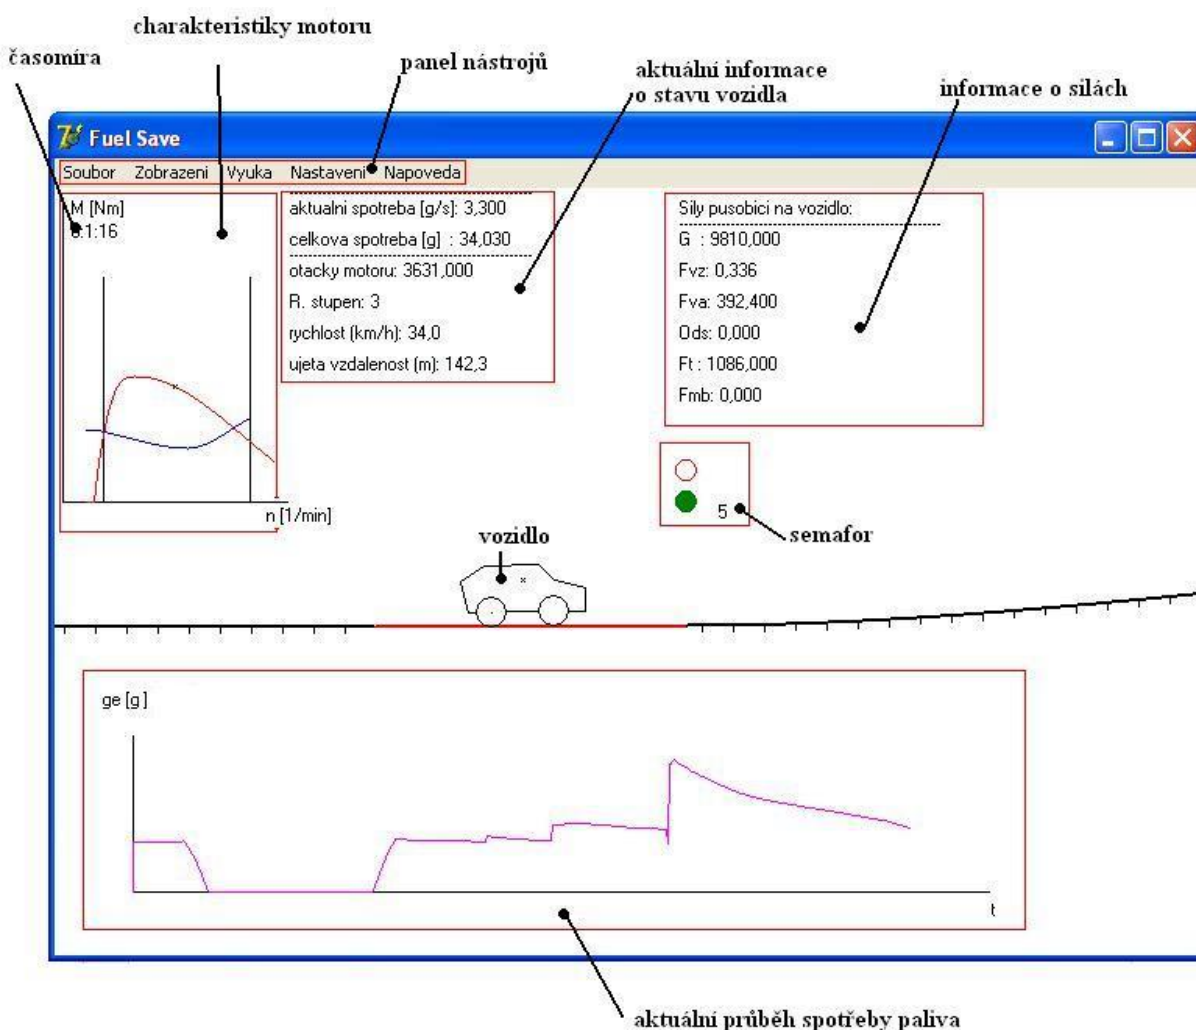 charakteristiky motoru
časomíra
panel nástrojů
aktuální informace
o stavu vozidla
informace o silách
Fuel Save
Soubor Zobrazeni Vyuka Nastaveni Napoveda
M [Nm]
0:1:16
aktualni spotreba [g/s]: 3,300
celkova spotreba [g] : 34,030
otacky motoru: 3631,000
R. stupen: 3
rychlost (km/h): 34,0
ujeta vzdalenost (m): 142,3
Sily pusobici na vozidlo:
G : 9810,000
Fvz: 0,336
Fva: 392,400
Ods: 0,000
Ft : 1086,000
Fmb: 0,000
n [1/min]
5
semafor
vozidlo
ge [g]
t
aktuální průběh spotřeby paliva